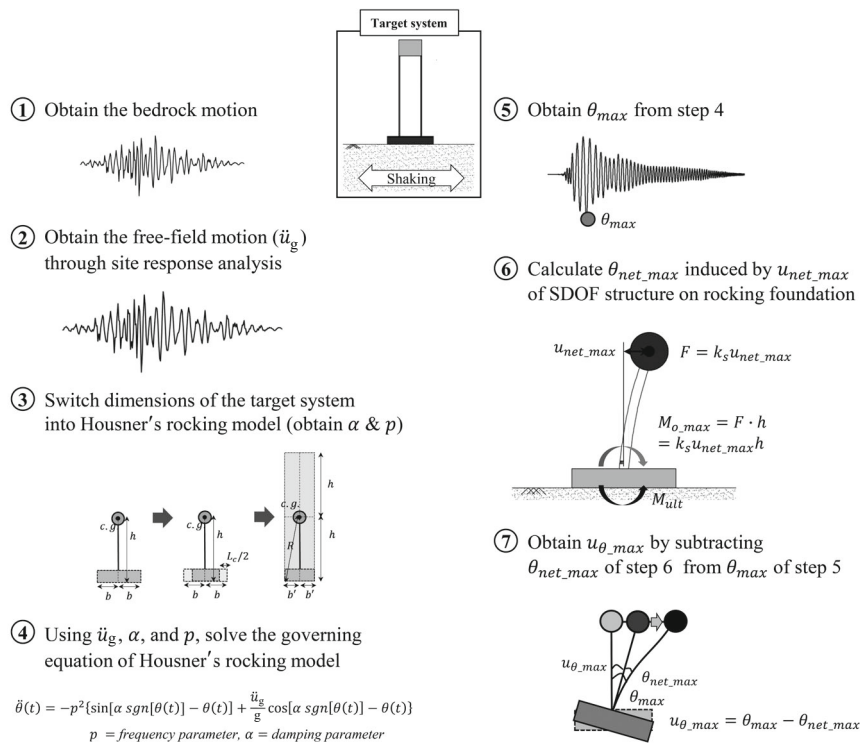 Target system
Shaking
① Obtain the bedrock motion
② Obtain the free-field motion (ü_g)
through site response analysis
③ Switch dimensions of the target system
into Housner's rocking model (obtain α & p)
c.g
h
b b
c.g
h
L_c/2
b b
c.g.
h
R
h
b' b'
④ Using ü_g, α, and p, solve the governing
equation of Housner's rocking model
θ̈(t) = −p²{sin[α sgn[θ(t)] − θ(t)] + ü_g/g cos[α sgn[θ(t)] − θ(t)}
p = frequency parameter, α = damping parameter
⑤ Obtain θ_max from step 4
θ_max
⑥ Calculate θ_net_max induced by u_net_max
of SDOF structure on rocking foundation
u_net_max
F = k_s u_net_max
M_o_max = F · h
= k_s u_net_max h
M_ult
⑦ Obtain u_θ_max by subtracting
θ_net_max of step 6 from θ_max of step 5
u_θ_max
θ_net_max
θ_max
u_θ_max = θ_max − θ_net_max